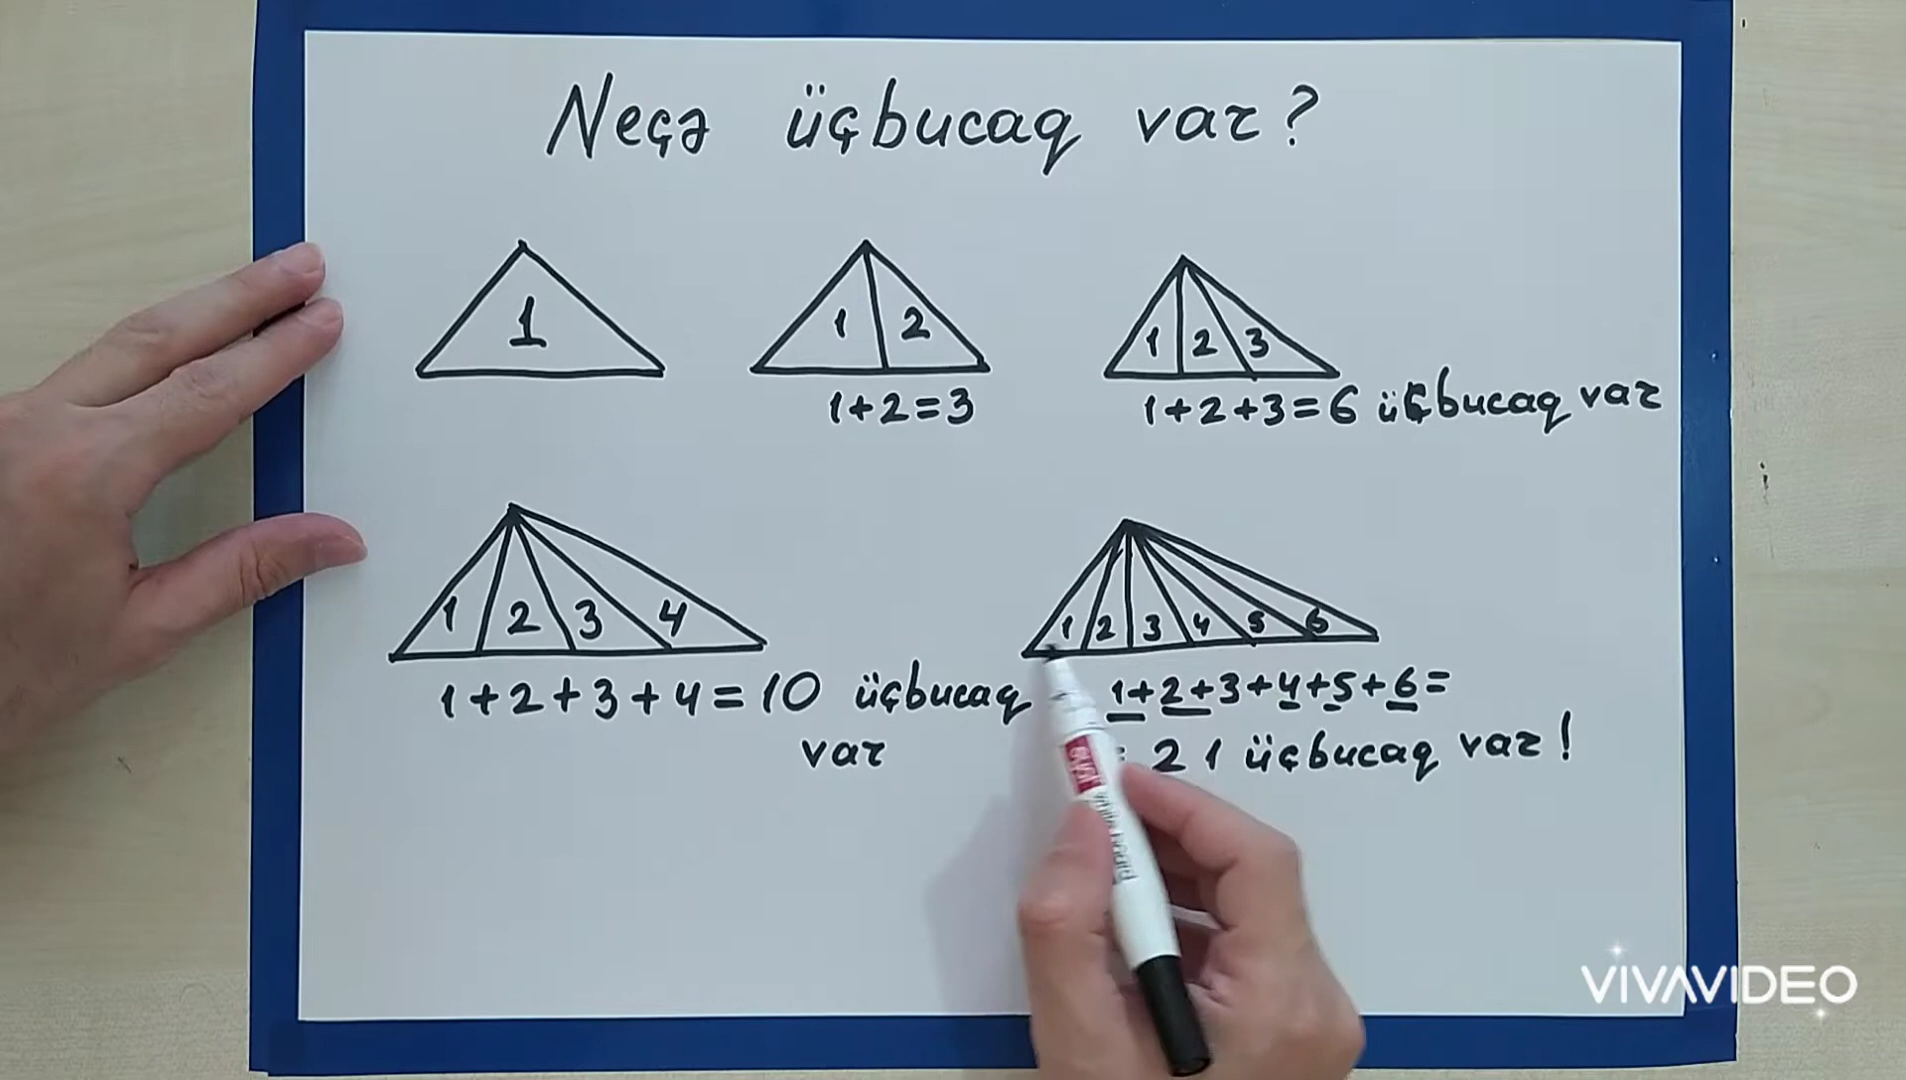 Neçə üçbucaq var?
1
1 2
1+2=3
1 2 3
1+2+3=6 üçbucaq var
1 2 3 4
1+2+3+4=10 üçbucaq
var
1 2 3 4 5 6
1+2+3+4+5+6=
= 21 üçbucaq var!
VIVAVIDEO